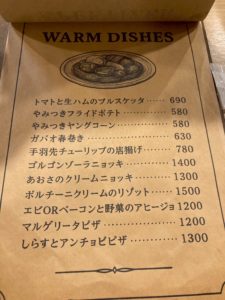 WARM DISHES
トマトと生ハムのブルスケッタ…… 690
やみつきフライドポテト…… 580
やみつきヤングコーン…… 580
ガパオ春巻き…… 630
手羽先チューリップの唐揚げ…… 780
ゴルゴンゾーラニョッキ…… 1400
あおさのクリームニョッキ…… 1300
ポルチーニクリームのリゾット…… 1500
エビORベーコンと野菜のアヒージョ 1200
マルゲリータピザ…… 1200
しらすとアンチョビピザ…… 1300